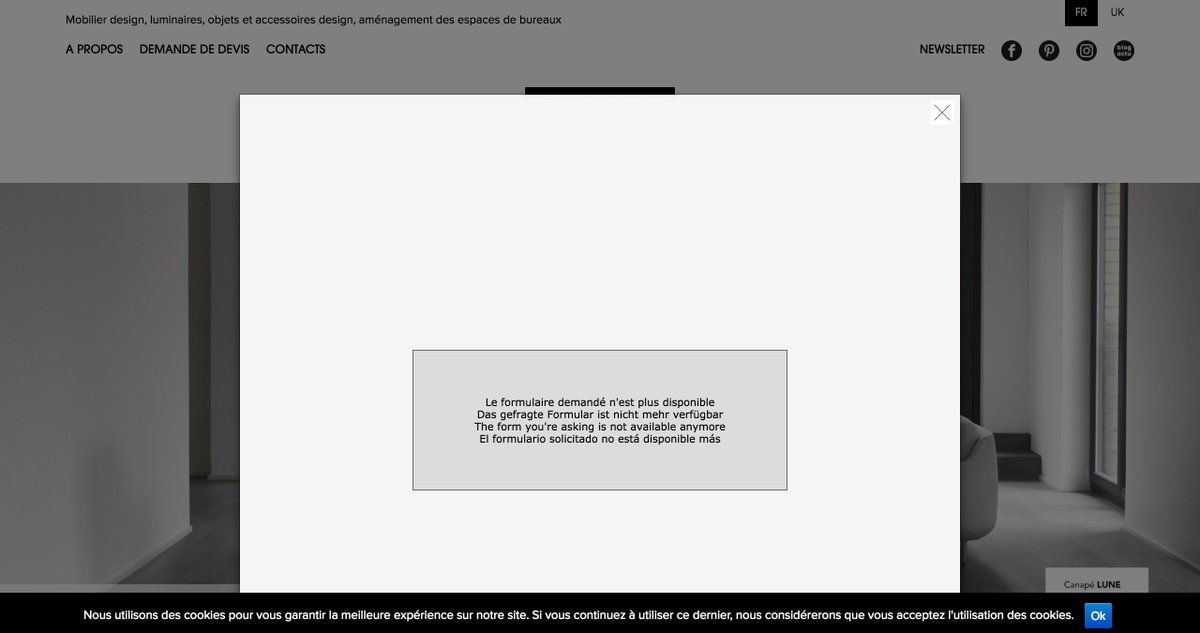 Mobilier design, luminaires, objets et accessoires design, aménagement des espaces de bureaux
FR
UK
A PROPOS
DEMANDE DE DEVIS
CONTACTS
NEWSLETTER
blog
actu
Le formulaire demandé n'est plus disponible
Das gefragte Formular ist nicht mehr verfügbar
The form you're asking is not available anymore
El formulario solicitado no está disponible más
Canapé LUNE
Nous utilisons des cookies pour vous garantir la meilleure expérience sur notre site. Si vous continuez à utiliser ce dernier, nous considérerons que vous acceptez l'utilisation des cookies.
Ok